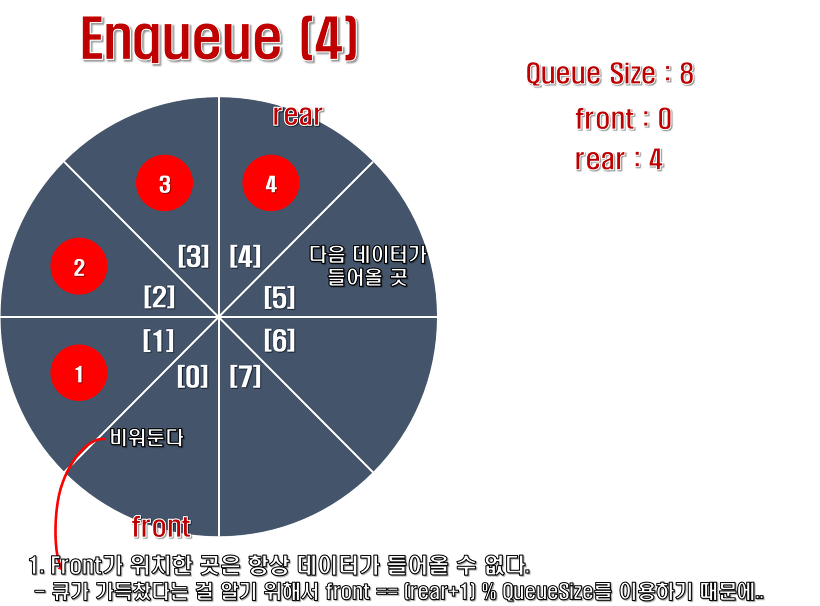 Enqueue (4)
Queue Size : 8
front : 0
rear : 4
rear
3
4
2
[3]
[4]
다음 데이터가
들어올 곳
[2]
[5]
[1]
[6]
1
[0]
[7]
비워둔다
front
1. Front가 위치한 곳은 항상 데이터가 들어올 수 없다.
- 큐가 가득찼다는 걸 알기 위해서 front == (rear+1) % QueueSize를 이용하기 때문에..